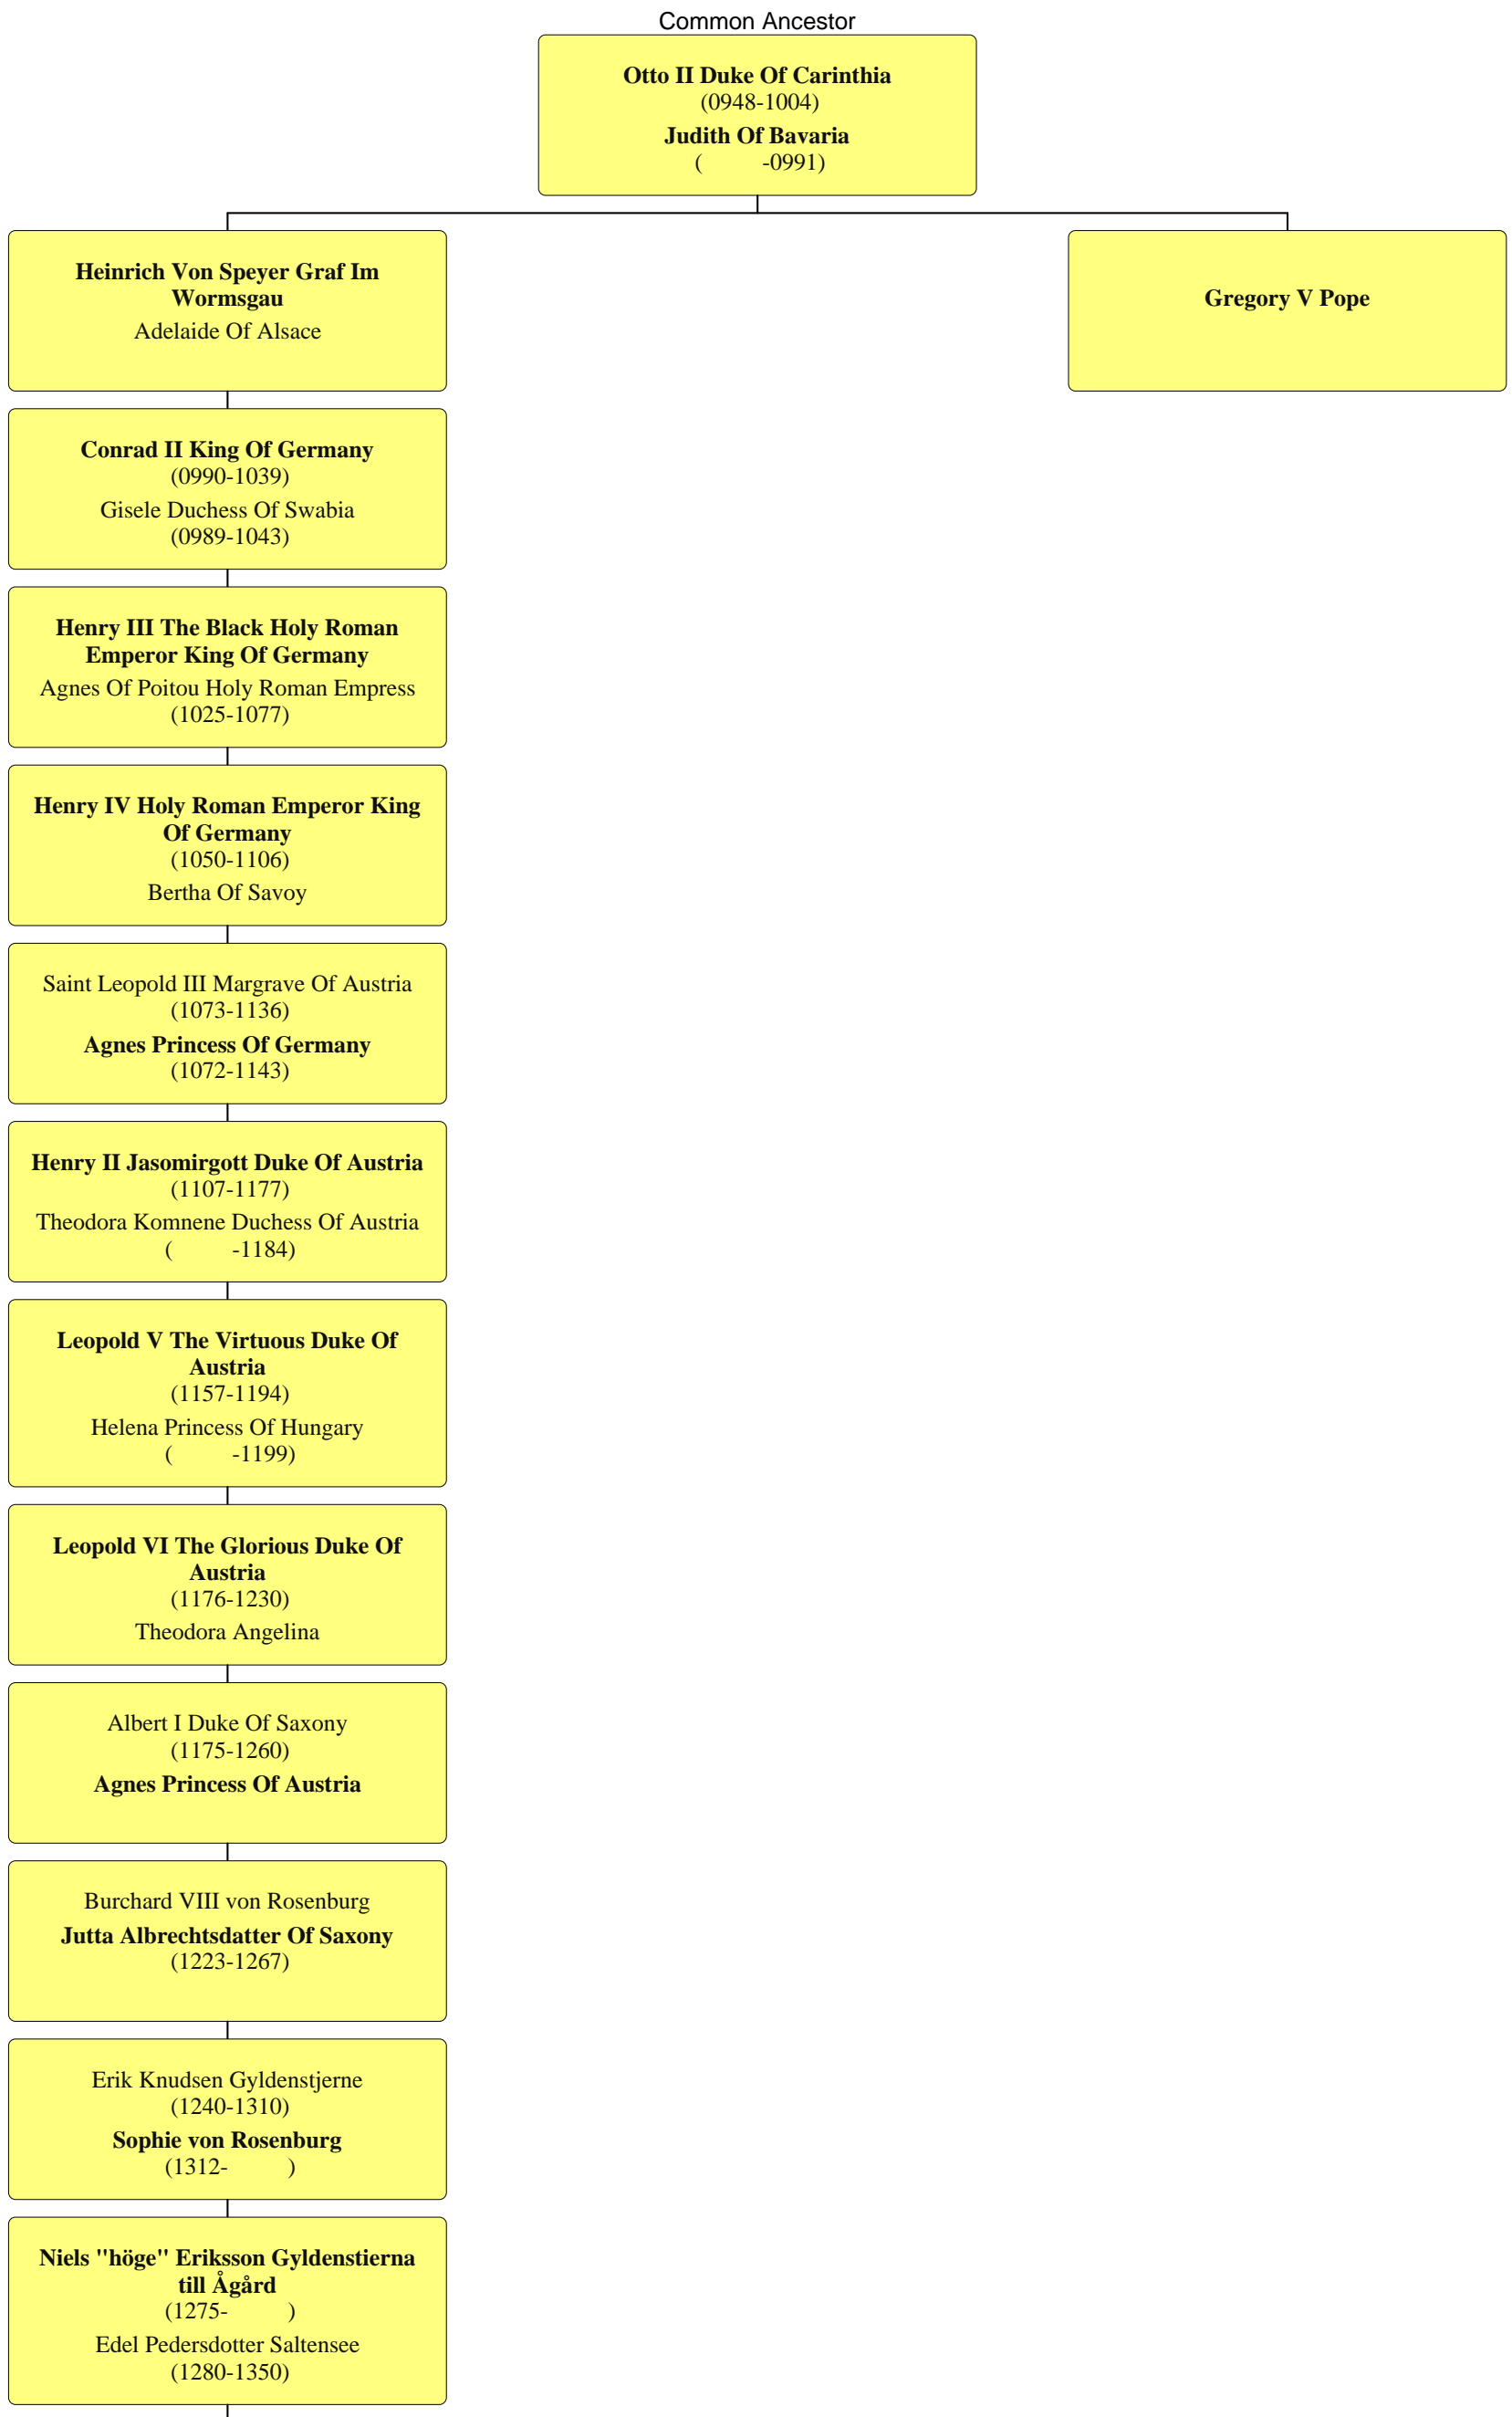 Common Ancestor
Otto II Duke Of Carinthia
(0948-1004)
Judith Of Bavaria
( -0991)
Heinrich Von Speyer Graf Im
Wormsgau
Adelaide Of Alsace
Gregory V Pope
Conrad II King Of Germany
(0990-1039)
Gisele Duchess Of Swabia
(0989-1043)
Henry III The Black Holy Roman
Emperor King Of Germany
Agnes Of Poitou Holy Roman Empress
(1025-1077)
Henry IV Holy Roman Emperor King
Of Germany
(1050-1106)
Bertha Of Savoy
Saint Leopold III Margrave Of Austria
(1073-1136)
Agnes Princess Of Germany
(1072-1143)
Henry II Jasomirgott Duke Of Austria
(1107-1177)
Theodora Komnene Duchess Of Austria
( -1184)
Leopold V The Virtuous Duke Of
Austria
(1157-1194)
Helena Princess Of Hungary
( -1199)
Leopold VI The Glorious Duke Of
Austria
(1176-1230)
Theodora Angelina
Albert I Duke Of Saxony
(1175-1260)
Agnes Princess Of Austria
Burchard VIII von Rosenburg
Jutta Albrechtsdatter Of Saxony
(1223-1267)
Erik Knudsen Gyldenstjerne
(1240-1310)
Sophie von Rosenburg
(1312- )
Niels "höge" Eriksson Gyldenstierna
till Ågård
(1275- )
Edel Pedersdotter Saltensee
(1280-1350)